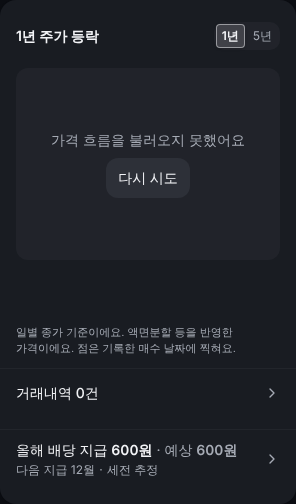 1년 주가 등락
1년 5년
가격 흐름을 불러오지 못했어요
다시 시도
일별 종가 기준이에요. 액면분할 등을 반영한
가격이에요. 점은 기록한 매수 날짜에 찍혀요.
거래내역 0건
올해 배당 지급 600원 · 예상 600원
다음 지급 12월 · 세전 추정